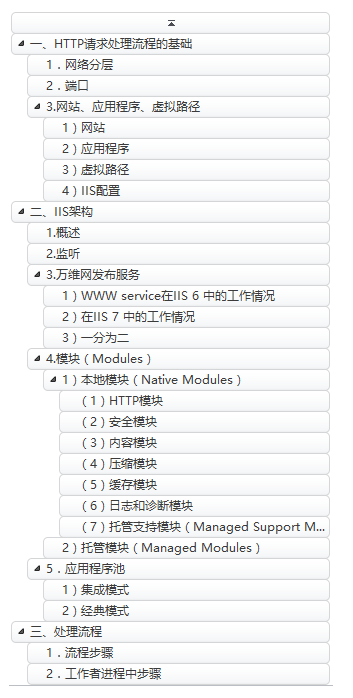 一、HTTP请求处理流程的基础
1．网络分层
2．端口
3.网站、应用程序、虚拟路径
1）网站
2）应用程序
3）虚拟路径
4）IIS配置
二、IIS架构
1.概述
2.监听
3.万维网发布服务
1）WWW service在IIS 6 中的工作情况
2）在IIS 7 中的工作情况
3）一分为二
4.模块（Modules）
1）本地模块（Native Modules）
（1）HTTP模块
（2）安全模块
（3）内容模块
（4）压缩模块
（5）缓存模块
（6）日志和诊断模块
（7）托管支持模块（Managed Support M...
2）托管模块（Managed Modules）
5．应用程序池
1）集成模式
2）经典模式
三、处理流程
1．流程步骤
2．工作者进程中步骤